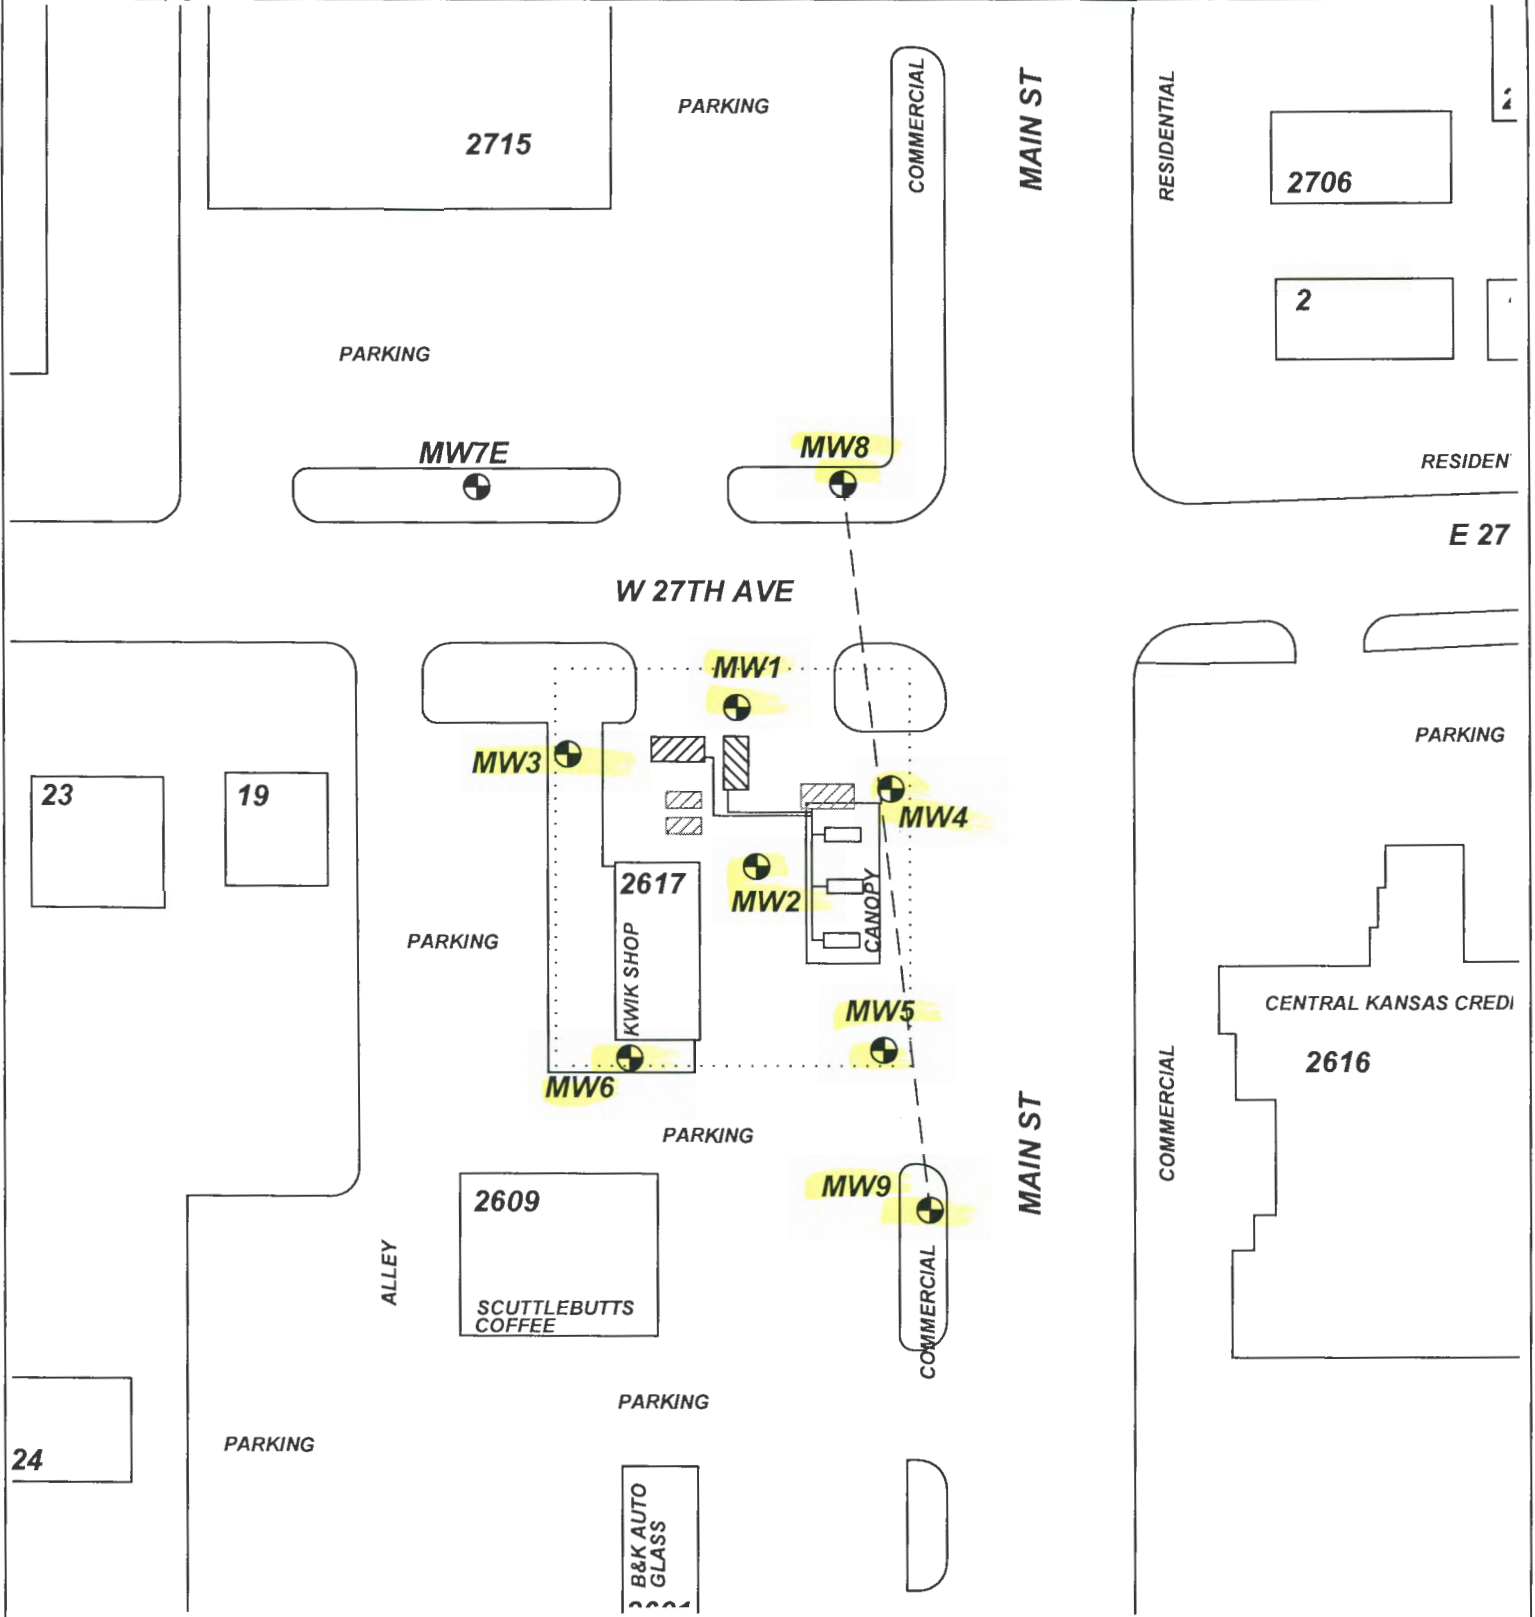 PARKING
COMMERCIAL
MAIN ST
RESIDENTIAL
2715
2706
2
PARKING
MW7E
MW8
RESIDEN
E 27
W 27TH AVE
MW1
PARKING
MW3
23
19
MW4
2617
MW2
CANOPY
KWIK SHOP
PARKING
CENTRAL KANSAS CREDI
MW5
2616
MW6
COMMERCIAL
PARKING
MAIN ST
MW9
2609
ALLEY
COMMERCIAL
SCUTTLEBUTTS
COFFEE
PARKING
PARKING
24
B&K AUTO
GLASS